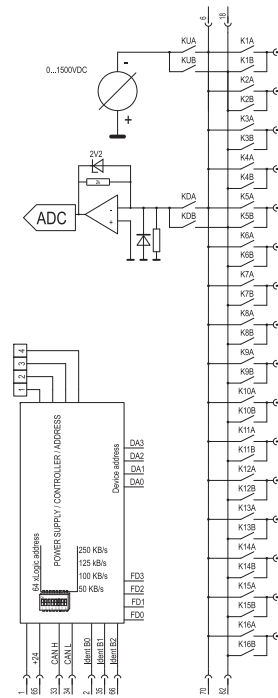 6
18
KUA
KUB
0...1500VDC
-
+
K1A
K1B
K2A
K2B
K3A
K3B
K4A
K4B
2V2
ADC
-
+
KDA
KDB
K5A
K5B
K6A
K6B
K7A
K7B
K8A
K8B
K9A
K9B
K10A
K10B
K11A
K11B
K12A
K12B
K13A
K13B
K14A
K14B
K15A
K15B
K16A
K16B
4
3
2
1
64 xLogic address
POWER SUPPLY / CONTROLLER / ADDRESS
Device address
DA3
DA2
DA1
DA0
250 KB/s
125 kB/s
100 KB/s
50 KB/s
FD3
FD2
FD1
FD0
+24
CAN H
CAN L
Ident B0
Ident B1
Ident B2
1
65
33
34
2
35
66
70
82